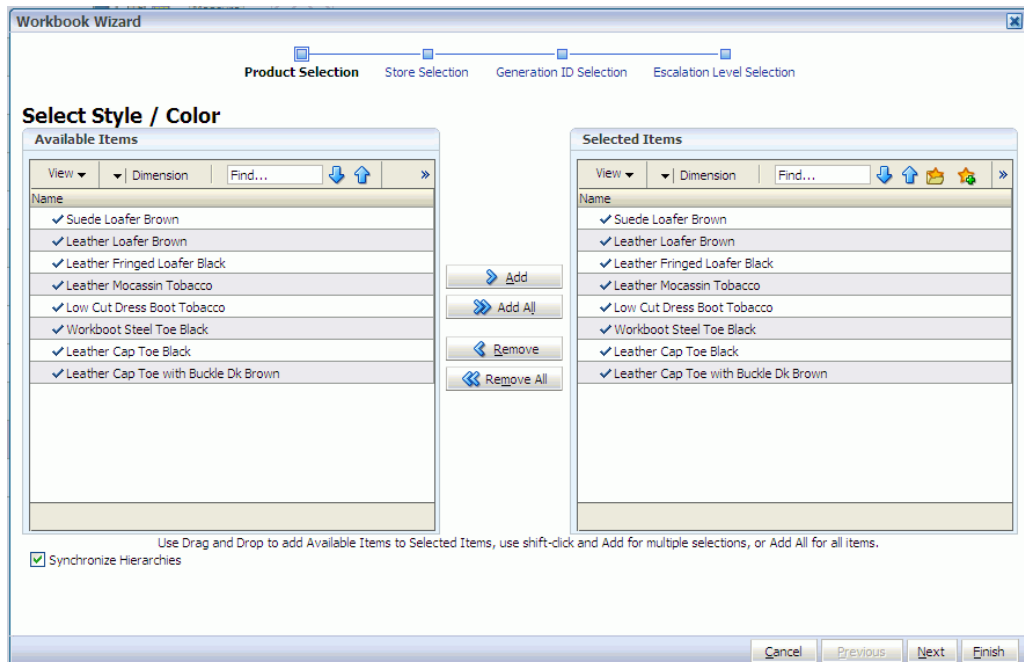 Workbook Wizard
Product Selection
Store Selection
Generation ID Selection
Escalation Level Selection
Select Style / Color
Available Items
View
Dimension
Find...
»
Name
Suede Loafer Brown
Leather Loafer Brown
Leather Fringed Loafer Black
Leather Mocassin Tobacco
Low Cut Dress Boot Tobacco
Workboot Steel Toe Black
Leather Cap Toe Black
Leather Cap Toe with Buckle Dk Brown
Add
Add All
Remove
Remove All
Selected Items
View
Dimension
Find...
»
Name
Suede Loafer Brown
Leather Loafer Brown
Leather Fringed Loafer Black
Leather Mocassin Tobacco
Low Cut Dress Boot Tobacco
Workboot Steel Toe Black
Leather Cap Toe Black
Leather Cap Toe with Buckle Dk Brown
Use Drag and Drop to add Available Items to Selected Items, use shift-click and Add for multiple selections, or Add All for all items.
Synchronize Hierarchies
Cancel
Previous
Next
Finish